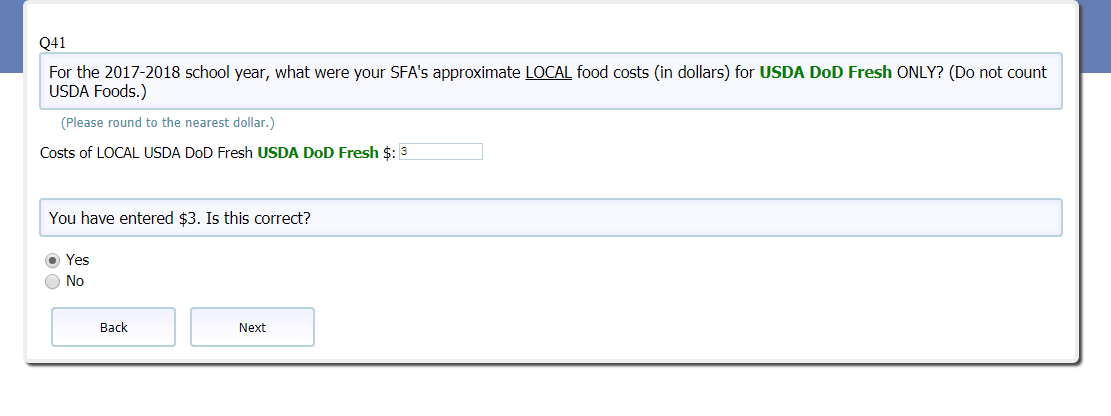 Q41
For the 2017-2018 school year, what were your SFA's approximate LOCAL food costs (in dollars) for USDA DoD Fresh ONLY? (Do not count
USDA Foods.)
(Please round to the nearest dollar.)
Costs of LOCAL USDA DoD Fresh USDA DoD Fresh $: 3
You have entered $3. Is this correct?
Yes
No
Back Next